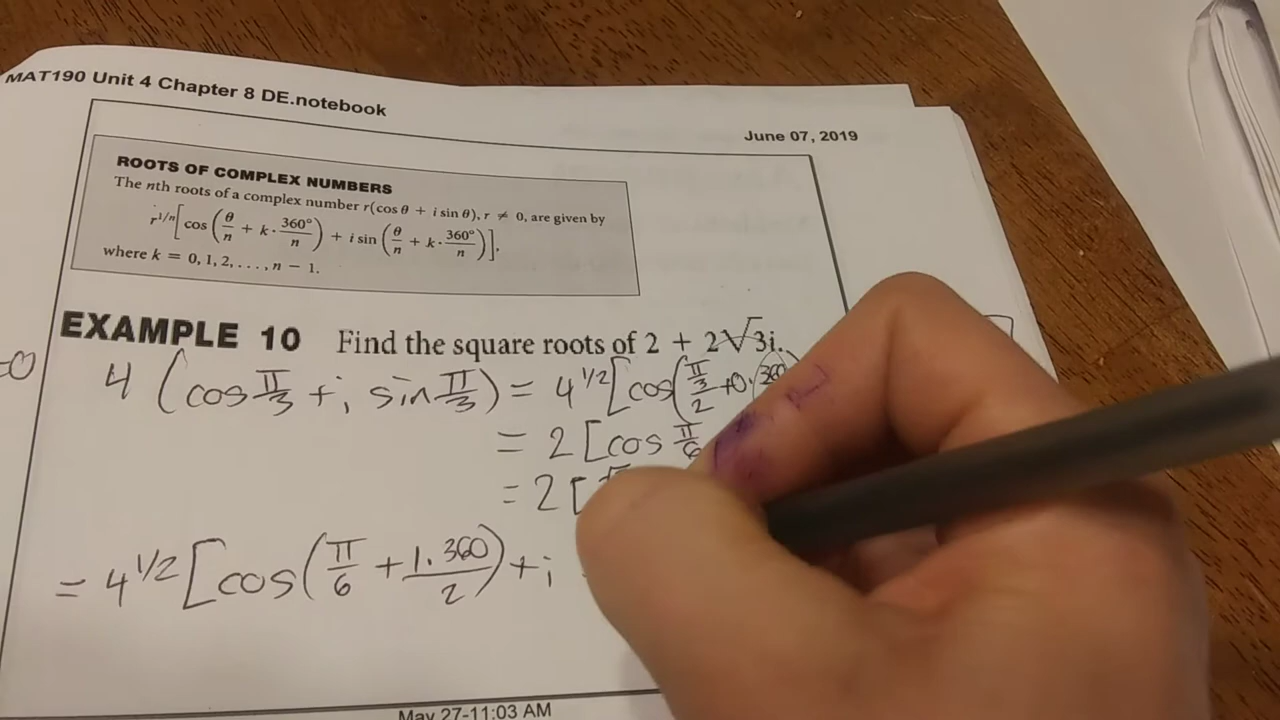 MAT190 Unit 4 Chapter 8 DE.notebook
June 07, 2019
ROOTS OF COMPLEX NUMBERS
The nth roots of a complex number r(cos θ + i sin θ), r ≠ 0, are given by
r^1/n[cos(θ/n + k·360°/n) + i sin(θ/n + k·360°/n)],
where k = 0, 1, 2, . . . , n − 1.
EXAMPLE 10 Find the square roots of 2 + 2√3i.
=0 4 (cos π/3 + i sin π/3) = 4^1/2 [cos(π/3/2 + 0·(360
= 2 [cos π/6
= 2 [
= 4^1/2 [cos(π/6 + 1.360/2) + i
May 27-11:03 AM